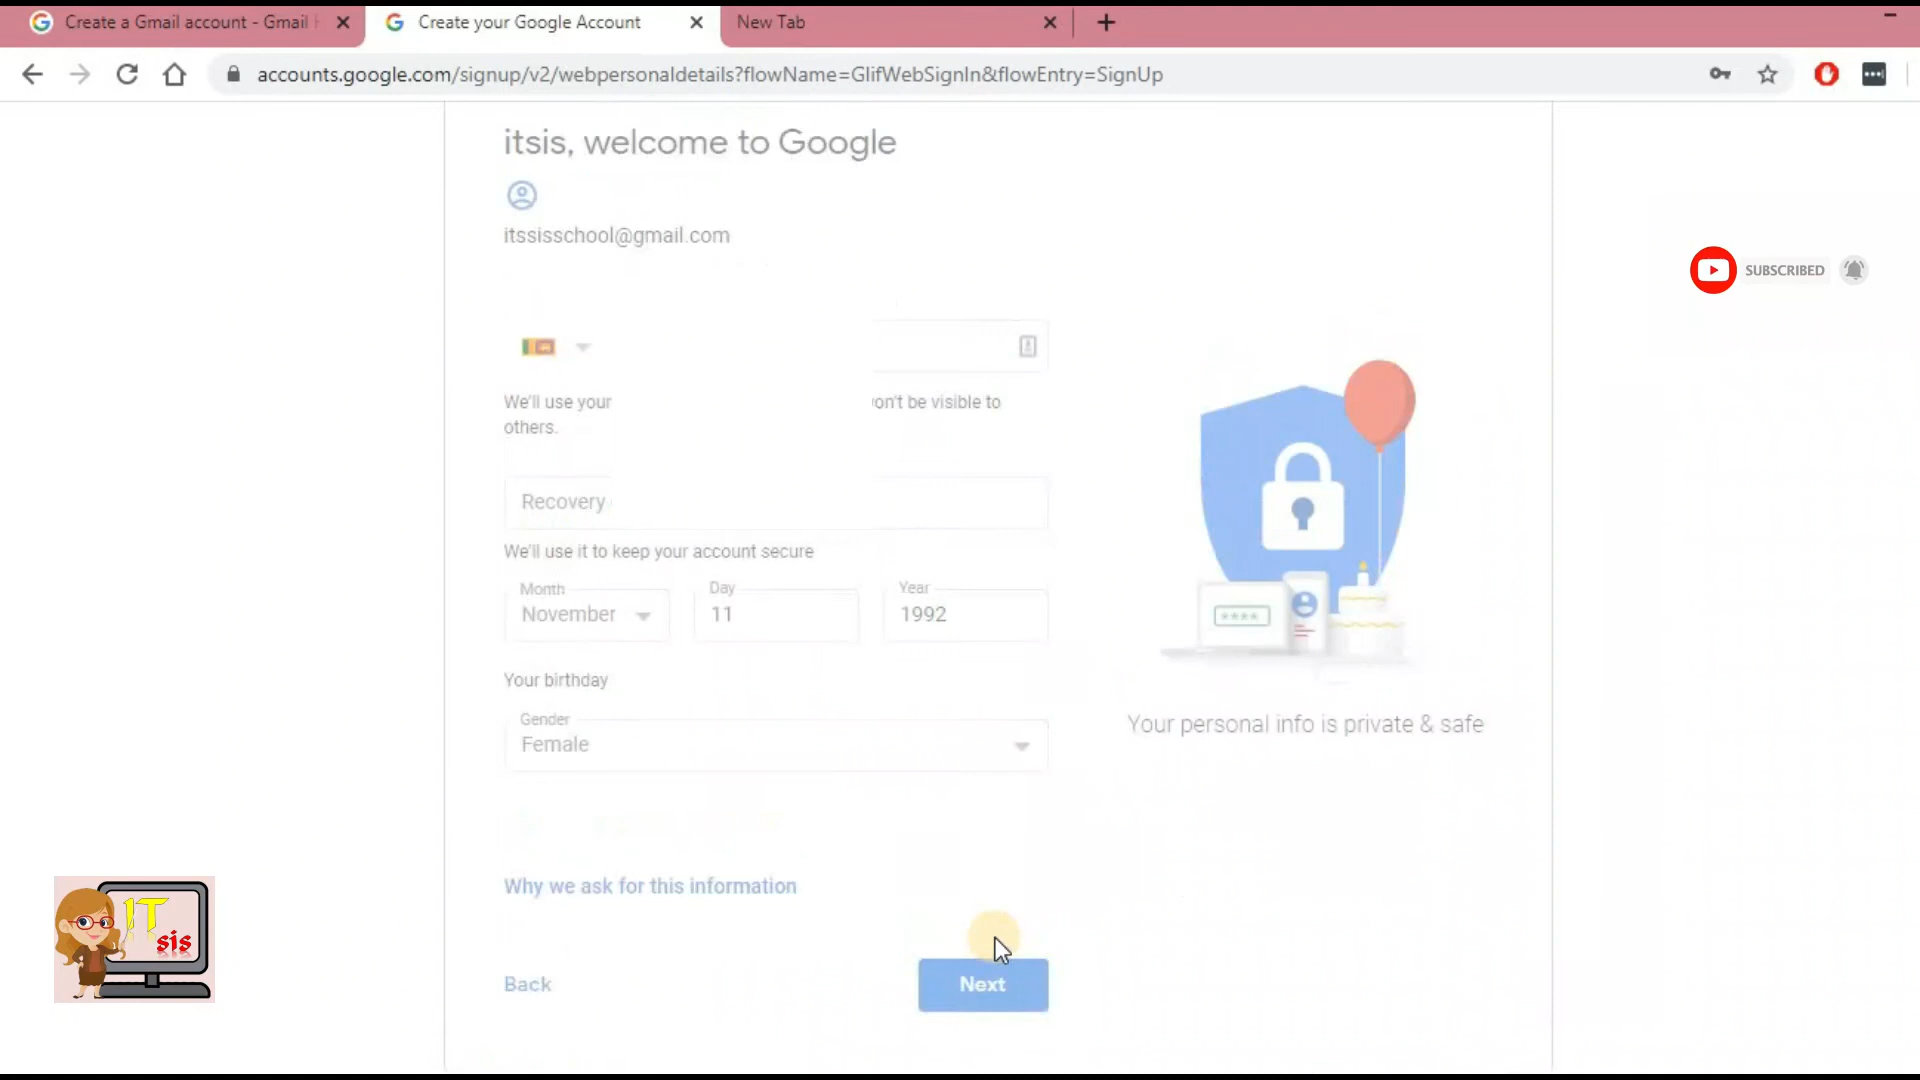 Create a Gmail account - Gmail
Create your Google Account
New Tab
accounts.google.com/signup/v2/webpersonaldetails?flowName=GlifWebSignIn&flowEntry=SignUp
itsis, welcome to Google
itssisschool@gmail.com
SUBSCRIBED
We'll use your on't be visible to
others.
Recovery
We'll use it to keep your account secure
Month
Day
Year
November
11
1992
Your birthday
Gender
Female
Your personal info is private & safe
Why we ask for this information
IT
sis
Back
Next